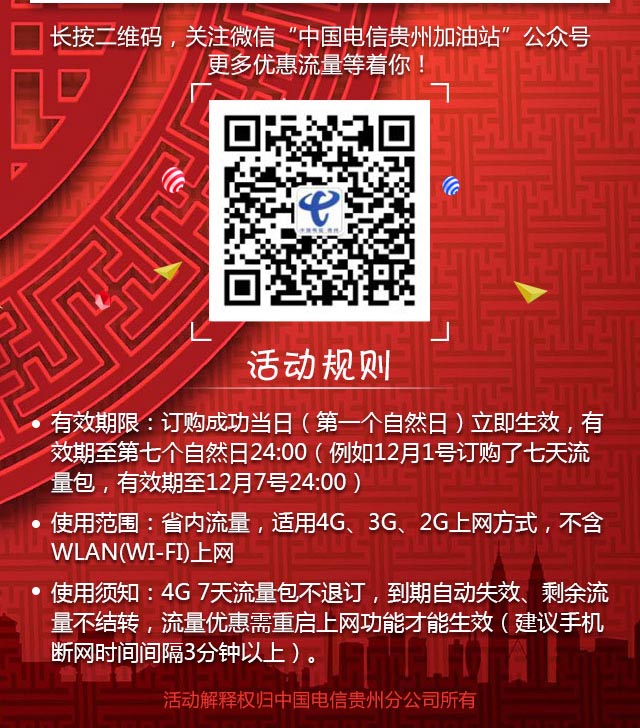 长按二维码，关注微信“中国电信贵州加油站”公众号
更多优惠流量等着你！
中国电信 贵州
活动规则
• 有效期限：订购成功当日（第一个自然日）立即生效，有
效期至第七个自然日24:00（例如12月1号订购了七天流
量包，有效期至12月7号24:00）
• 使用范围：省内流量，适用4G、3G、2G上网方式，不含
WLAN(WI-FI)上网
• 使用须知：4G 7天流量包不退订，到期自动失效、剩余流
量不结转，流量优惠需重启上网功能才能生效（建议手机
断网时间间隔3分钟以上）。
活动解释权归中国电信贵州分公司所有